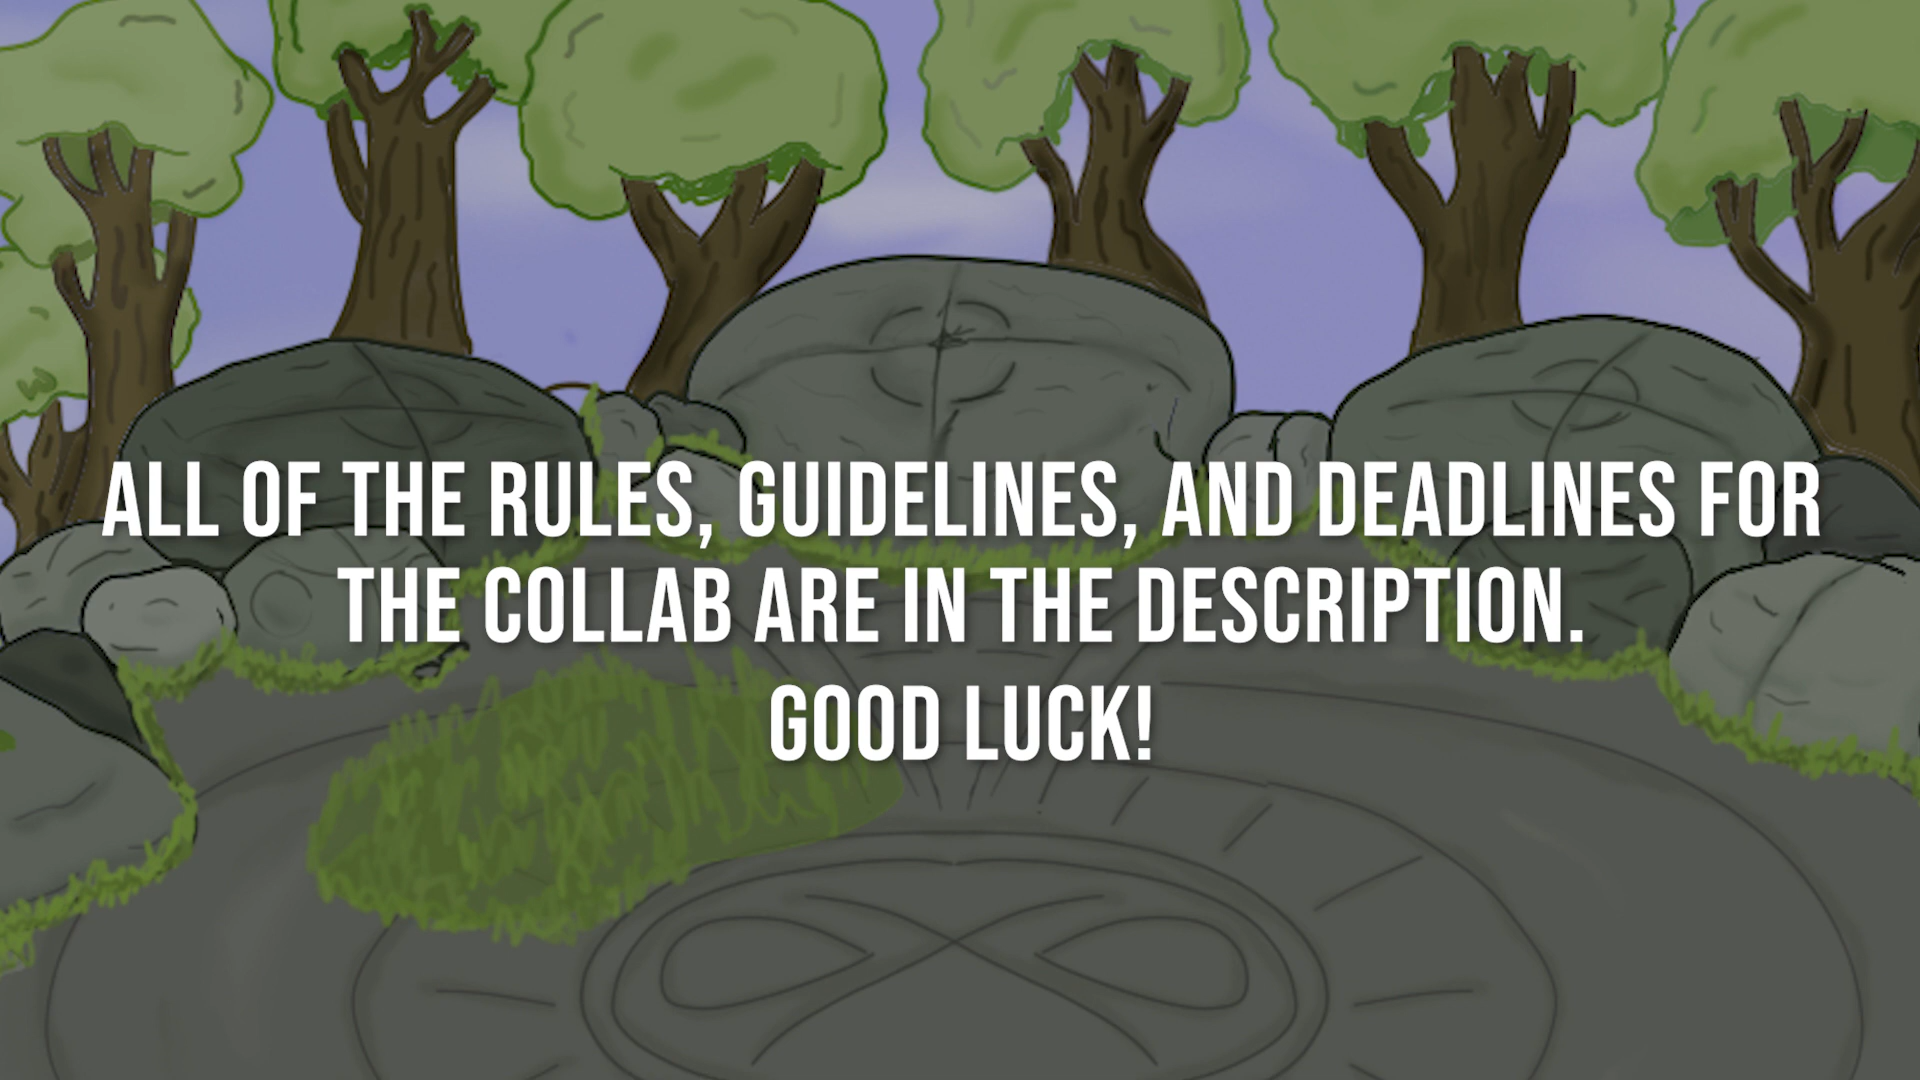 ALL OF THE RULES, GUIDELINES, AND DEADLINES FOR
THE COLLAB ARE IN THE DESCRIPTION.
GOOD LUCK!